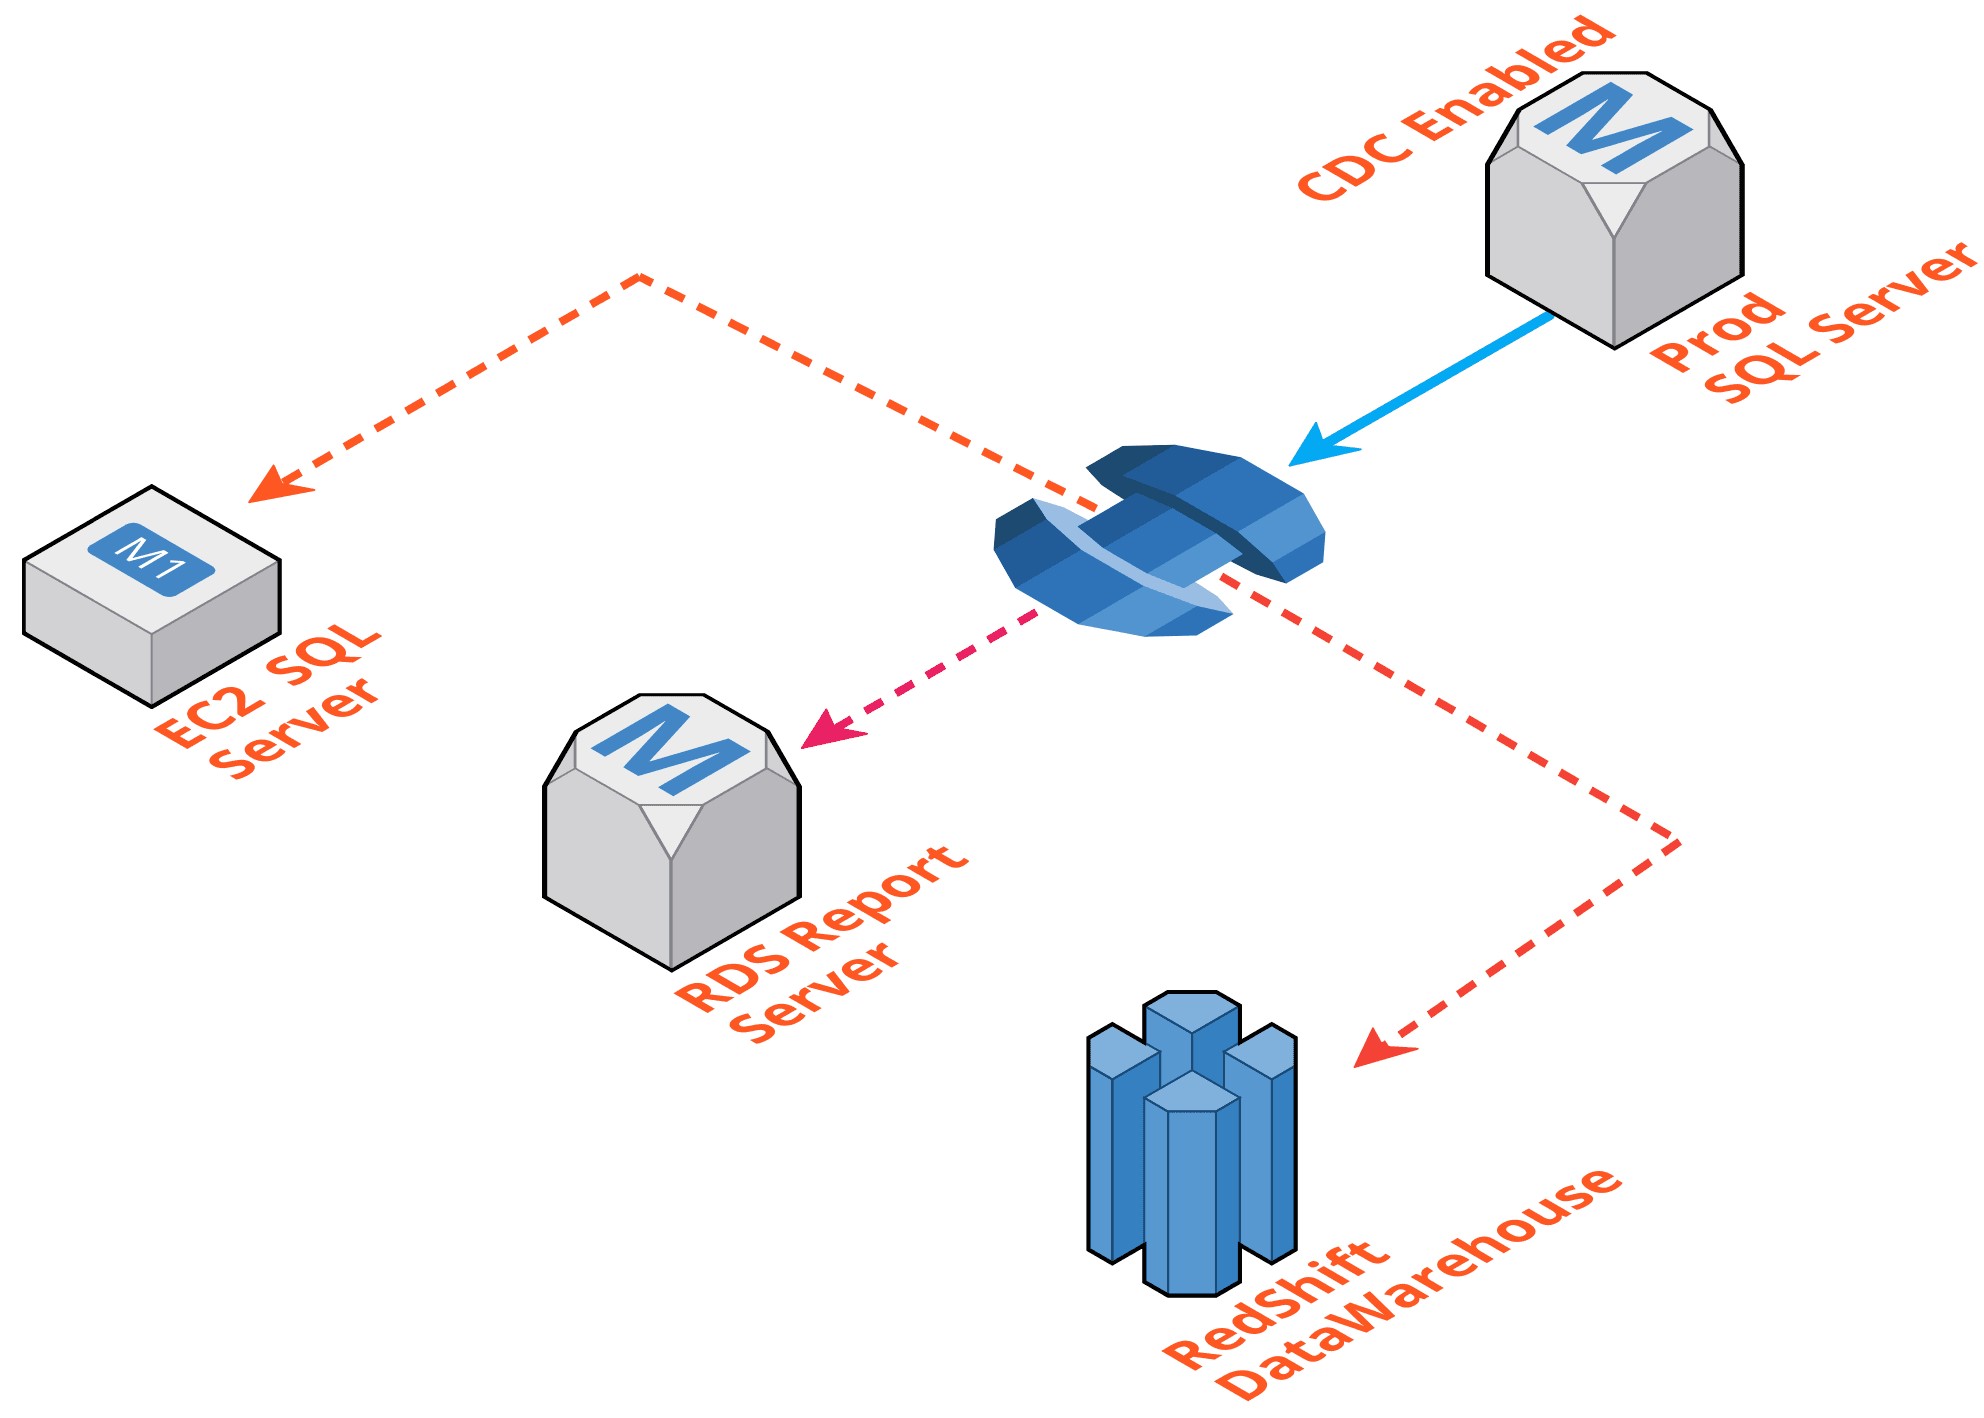 CDC Enabled
M
Prod
SQL Server
M1
EC2 SQL
Server
M
RDS Report
Server
RedShift
DataWarehouse